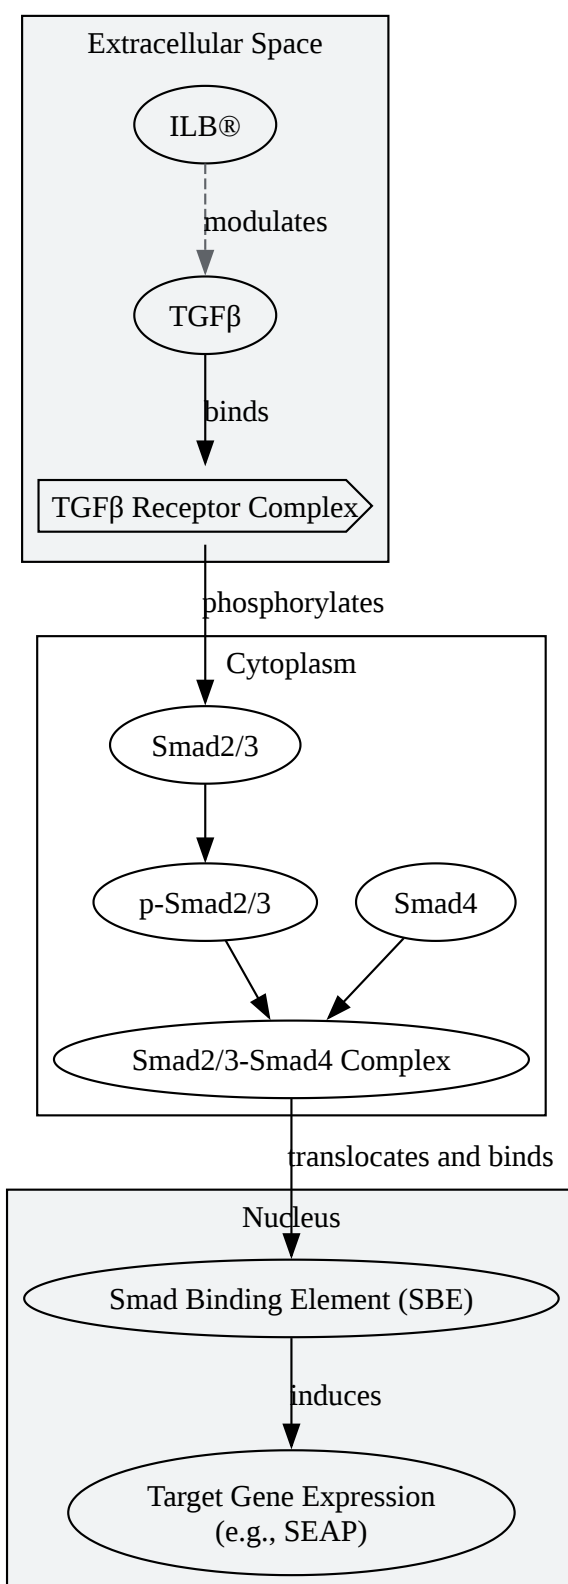 Extracellular Space
ILB®
modulates
TGFβ
binds
TGFβ Receptor Complex
phosphorylates
Cytoplasm
Smad2/3
p-Smad2/3
Smad4
Smad2/3-Smad4 Complex
translocates and binds
Nucleus
Smad Binding Element (SBE)
induces
Target Gene Expression
(e.g., SEAP)